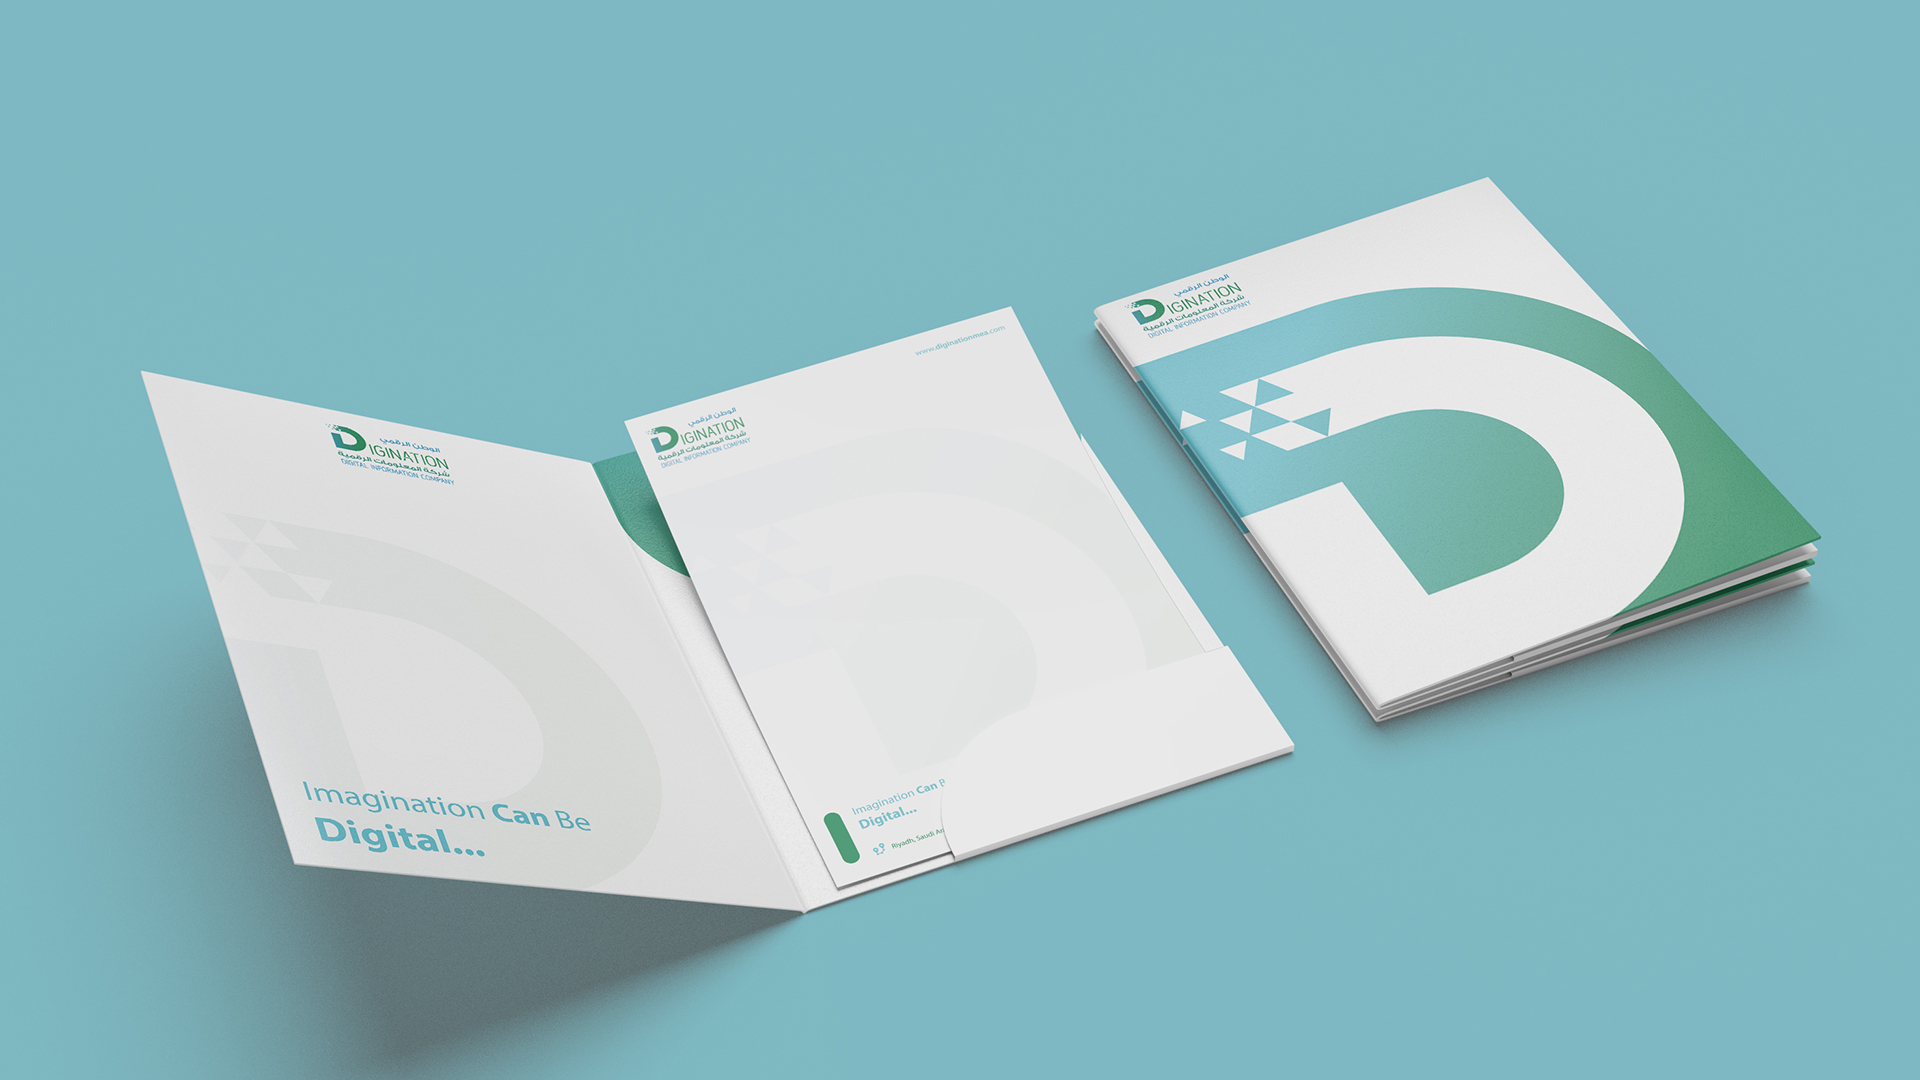 الوطن الرقمي
DIGINATION
شركة المعلومات الرقمية
DIGITAL INFORMATION COMPANY
Imagination Can Be
Digital...
www.diginationmea.com
الوطن الرقمي
DIGINATION
شركة المعلومات الرقمية
DIGITAL INFORMATION COMPANY
Imagination Can
Digital...
Riyadh, Saudi
الوطن الرقمي
DIGINATION
شركة المعلومات الرقمية
DIGITAL INFORMATION COMPANY